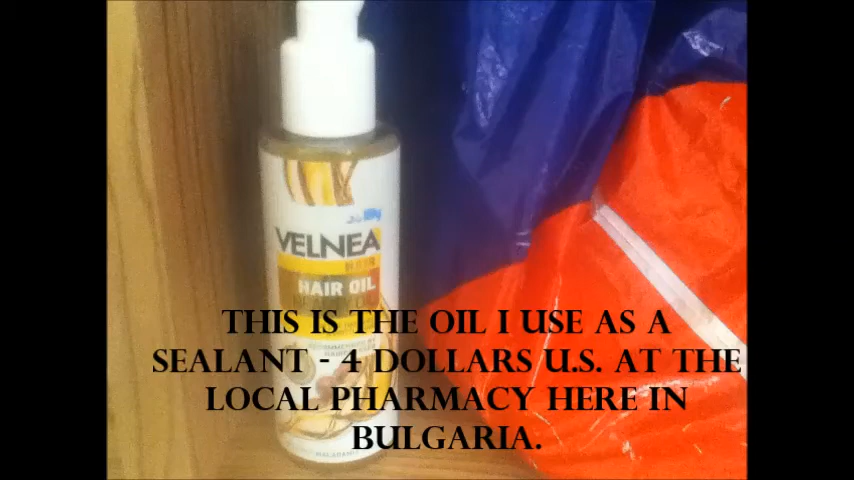 VELNEA
HAIR
HAIR OIL
THIS IS THE OIL I USE AS A
SEALANT - 4 DOLLARS U.S. AT THE
LOCAL PHARMACY HERE IN
BULGARIA.